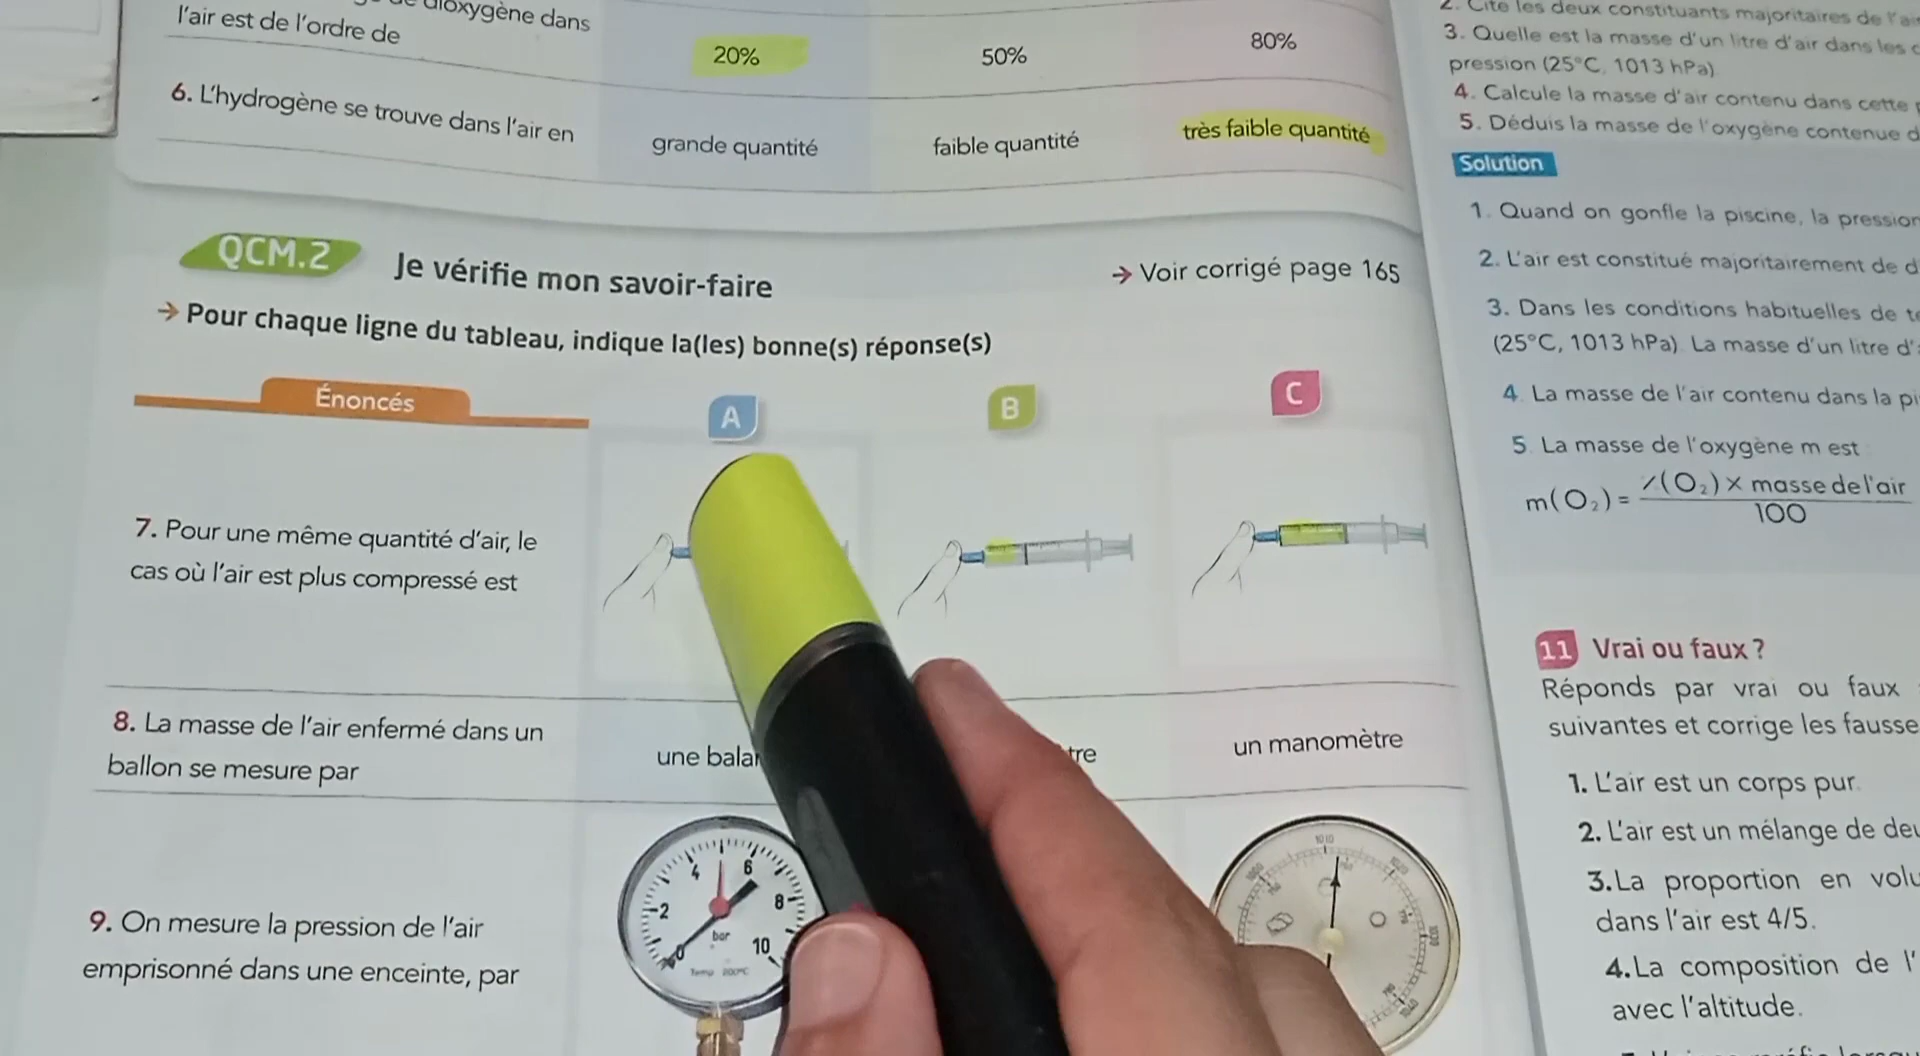 dioxygène dans
l'air est de l'ordre de
20%
50%
80%
6. L'hydrogène se trouve dans l'air en
grande quantité
faible quantité
très faible quantité
QCM.2
Je vérifie mon savoir-faire
→ Voir corrigé page 165
→ Pour chaque ligne du tableau, indique la(les) bonne(s) réponse(s)
Énoncés
A
B
C
7. Pour une même quantité d'air, le
cas où l'air est plus compressé est
8. La masse de l'air enfermé dans un
ballon se mesure par
une
un manomètre
9. On mesure la pression de l'air
emprisonné dans une enceinte, par
0
2
4
6
8
10
bar
2. Cite les deux constituants majoritaires de
3. Quelle est la masse d'un litre d'air dans les
pression (25°C, 1013 hPa)
4. Calcule la masse d'air contenu dans cette
5. Déduis la masse de l'oxygène contenue
Solution
1. Quand on gonfle la piscine, la
2. L'air est constitué majoritairement de
3. Dans les conditions habituelles de
(25°C, 1013 hPa). La masse d'un litre
4. La masse de l'air contenu dans la
5. La masse de l'oxygène m est
m(O₂) = %(O₂) × masse de l'air / 100
11 Vrai ou faux ?
Réponds par vrai ou faux
suivantes et corrige les
1. L'air est un corps pur.
2. L'air est un mélange de
3. La proportion en
dans l'air est 4/5.
4. La composition de
avec l'altitude.